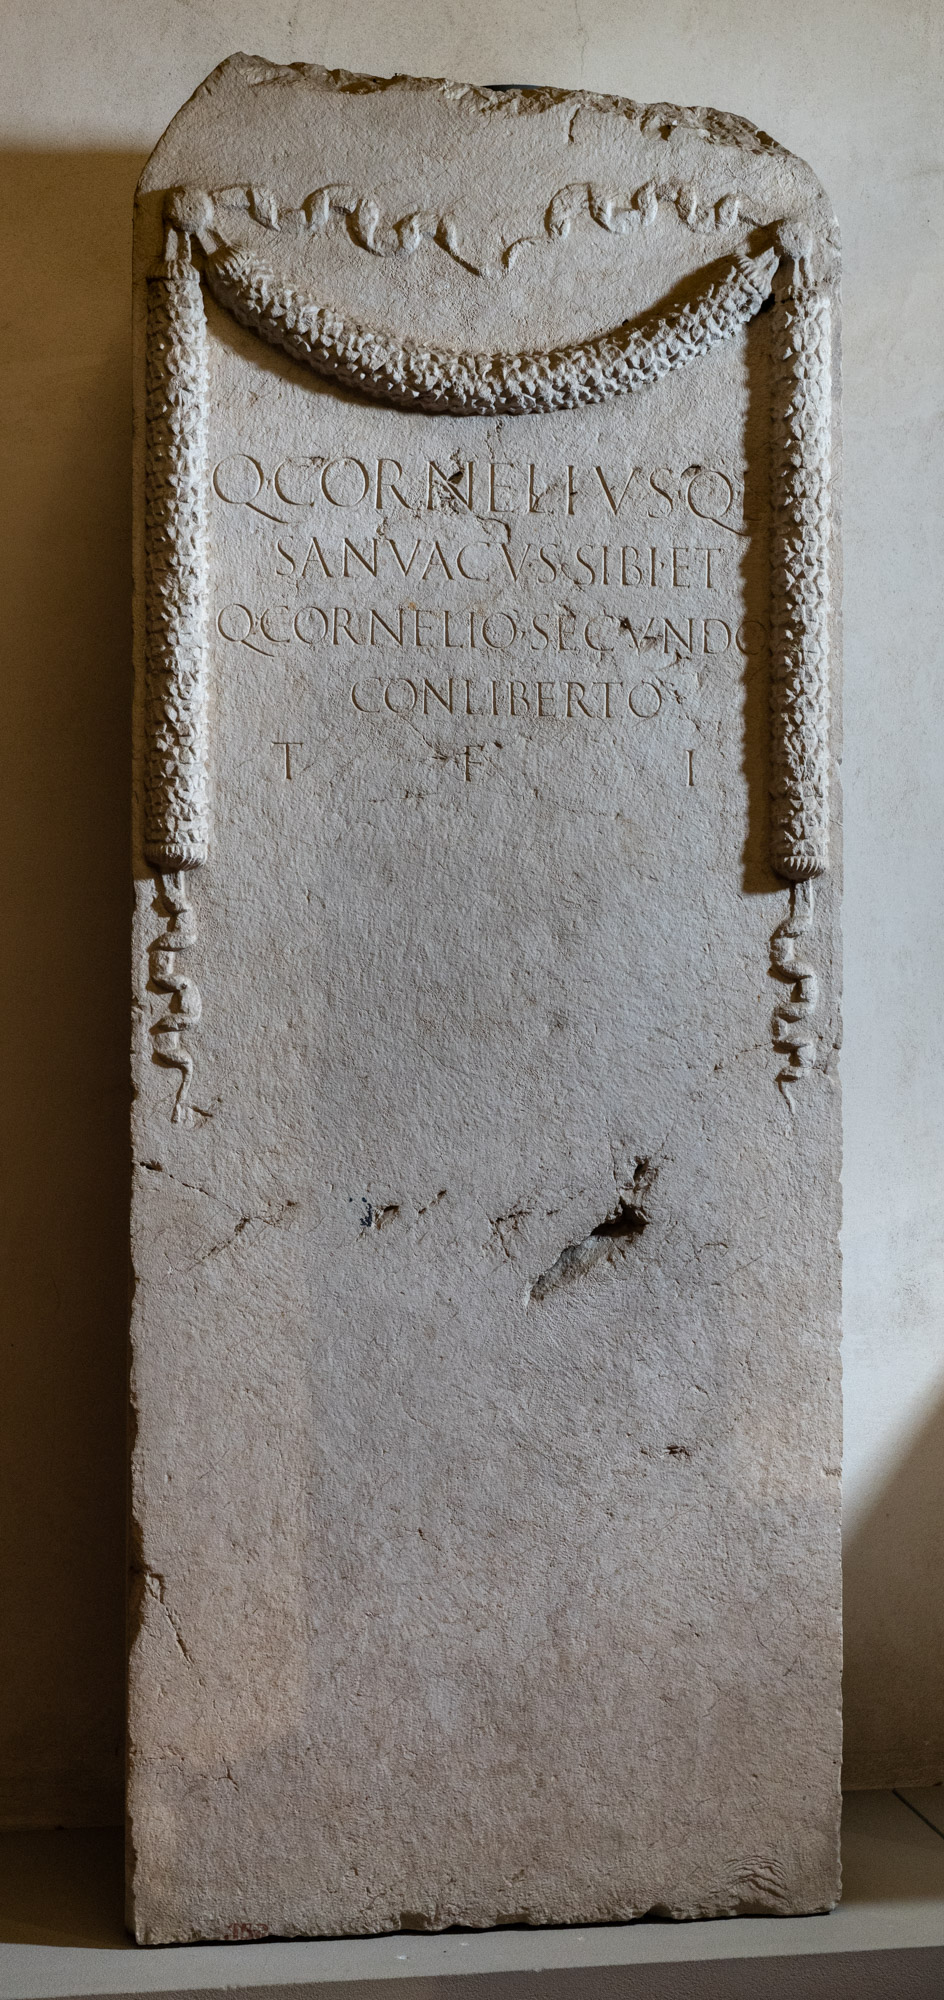 Q CORNELIVS Q
SANVACVS·SIBI·ET
Q·CORNELIO·SECVNDO
CONLIBERTO
T F I